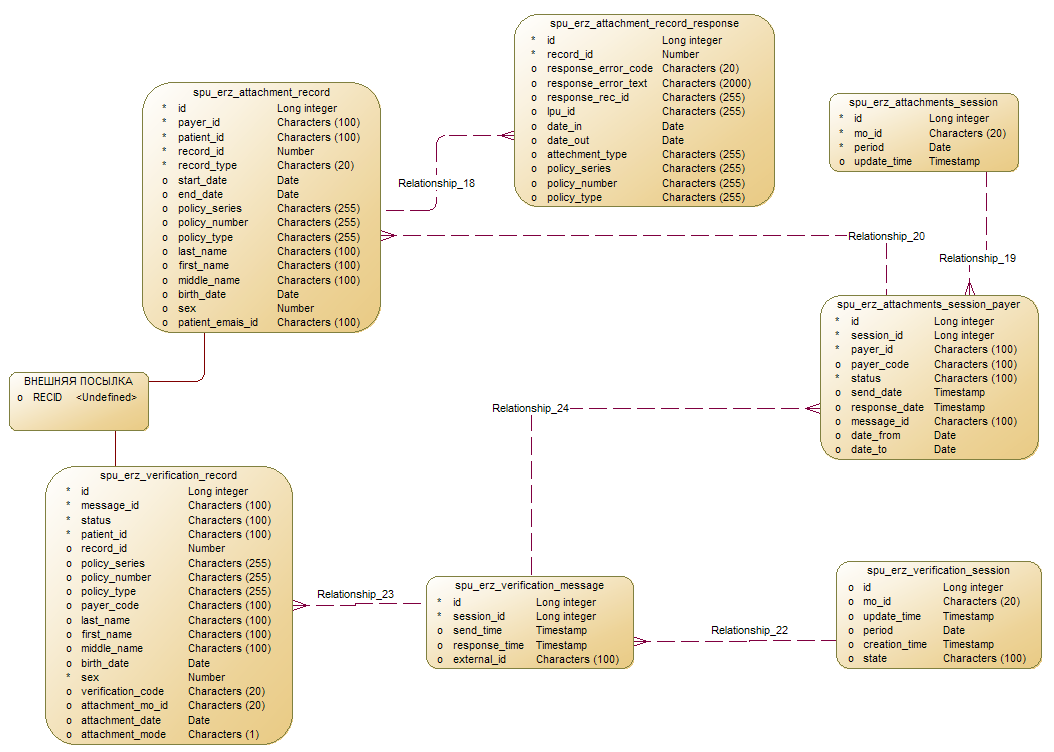 spu_erz_attachment_record_response
* id Long integer
* record_id Number
o response_error_code Characters (20)
o response_error_text Characters (2000)
o response_rec_id Characters (255)
o lpu_id Characters (255)
o date_in Date
o date_out Date
o attechment_type Characters (255)
o policy_series Characters (255)
o policy_number Characters (255)
o policy_type Characters (255)
spu_erz_attachment_record
* id Long integer
* payer_id Characters (100)
* patient_id Characters (100)
* record_id Number
* record_type Characters (20)
o start_date Date
o end_date Date
o policy_series Characters (255)
o policy_number Characters (255)
o policy_type Characters (255)
o last_name Characters (100)
o first_name Characters (100)
o middle_name Characters (100)
o birth_date Date
o sex Number
o patient_emais_id Characters (100)
spu_erz_attachments_session
* id Long integer
* mo_id Characters (20)
* period Date
o update_time Timestamp
Relationship_18
Relationship_20
Relationship_19
spu_erz_attachments_session_payer
* id Long integer
* session_id Long integer
* payer_id Characters (100)
o payer_code Characters (100)
* status Characters (100)
o send_date Timestamp
o response_date Timestamp
o message_id Characters (100)
o date_from Date
o date_to Date
ВНЕШНЯЯ ПОСЫЛКА
o RECID <Undefined>
Relationship_24
spu_erz_verification_record
* id Long integer
* message_id Characters (100)
* status Characters (100)
* patient_id Characters (100)
o record_id Number
o policy_series Characters (255)
o policy_number Characters (255)
o policy_type Characters (255)
o payer_code Characters (100)
o last_name Characters (100)
o first_name Characters (100)
o middle_name Characters (100)
o birth_date Date
* sex Number
o verification_code Characters (20)
o attachment_mo_id Characters (20)
o attachment_date Date
o attachment_mode Characters (1)
Relationship_23
spu_erz_verification_message
* id Long integer
* session_id Long integer
o send_time Timestamp
o response_time Timestamp
o external_id Characters (100)
Relationship_22
spu_erz_verification_session
o id Long integer
o mo_id Characters (20)
o update_time Timestamp
o period Date
o creation_time Timestamp
o state Characters (100)